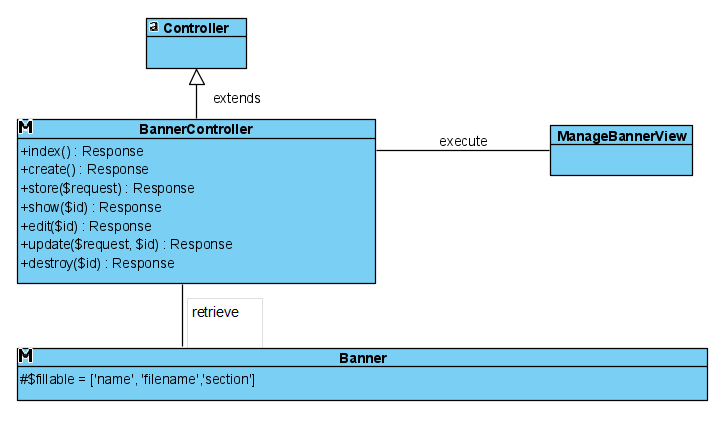 a Controller
extends
M
BannerController
+index() : Response
+create() : Response
+store($request) : Response
+show($id) : Response
+edit($id) : Response
+update($request, $id) : Response
+destroy($id) : Response
execute
ManageBannerView
retrieve
M
Banner
#$fillable = ['name', 'filename','section']